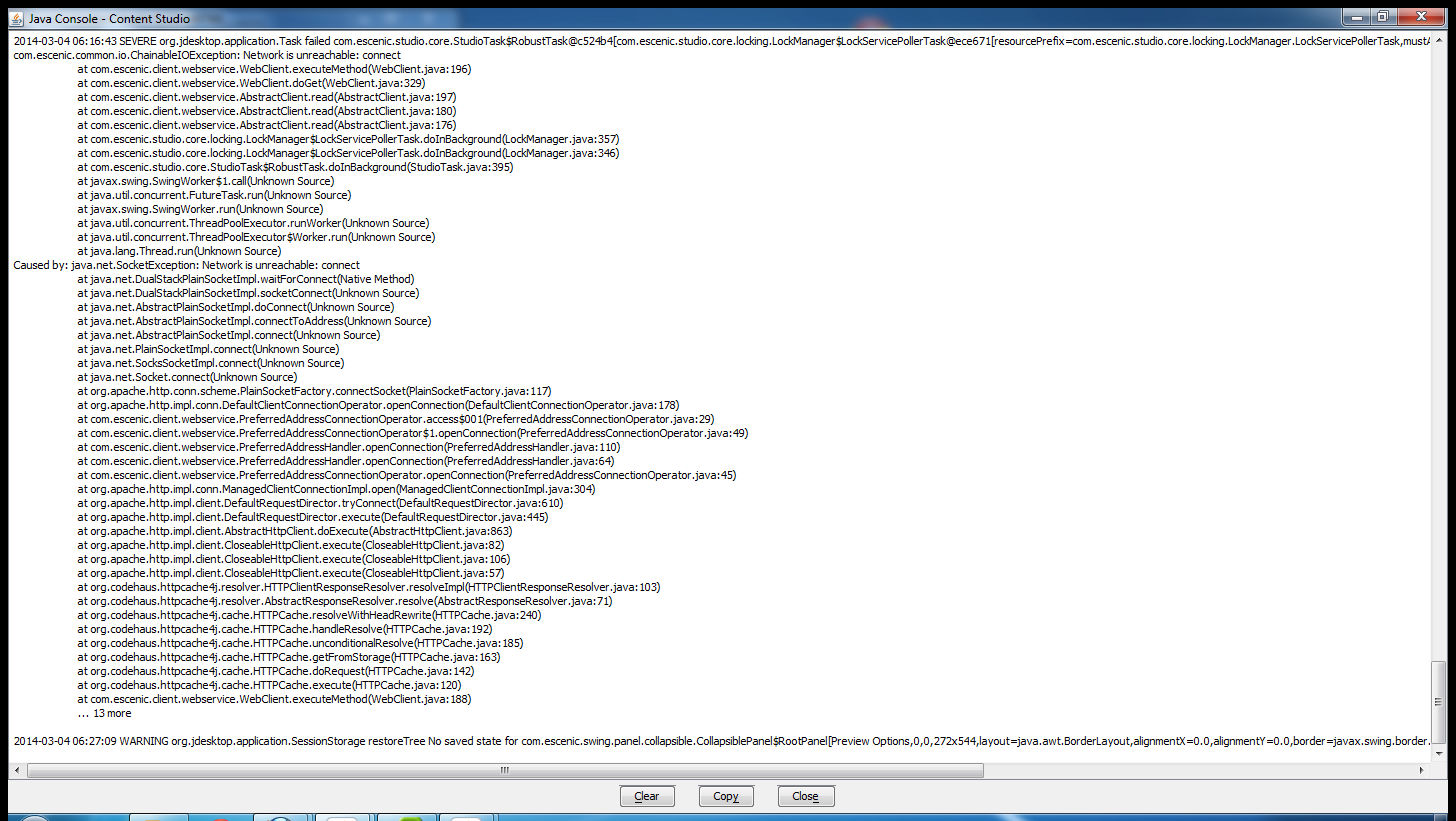 Java Console - Content Studio
2014-03-04 06:16:43 SEVERE org.jdesktop.application.Task failed com.escenic.studio.core.StudioTask$RobustTask@c524b4[com.escenic.studio.core.locking.LockManager$LockServicePollerTask@ece671[resourcePrefix=com.escenic.studio.core.locking.LockManager.LockServicePollerTask,must
com.escenic.common.io.ChainableIOException: Network is unreachable: connect
at com.escenic.client.webservice.WebClient.executeMethod(WebClient.java:196)
at com.escenic.client.webservice.WebClient.doGet(WebClient.java:329)
at com.escenic.client.webservice.AbstractClient.read(AbstractClient.java:197)
at com.escenic.client.webservice.AbstractClient.read(AbstractClient.java:180)
at com.escenic.client.webservice.AbstractClient.read(AbstractClient.java:176)
at com.escenic.studio.core.locking.LockManager$LockServicePollerTask.doInBackground(LockManager.java:357)
at com.escenic.studio.core.locking.LockManager$LockServicePollerTask.doInBackground(LockManager.java:346)
at com.escenic.studio.core.StudioTask$RobustTask.doInBackground(StudioTask.java:395)
at javax.swing.SwingWorker$1.call(Unknown Source)
at java.util.concurrent.FutureTask.run(Unknown Source)
at javax.swing.SwingWorker.run(Unknown Source)
at java.util.concurrent.ThreadPoolExecutor.runWorker(Unknown Source)
at java.util.concurrent.ThreadPoolExecutor$Worker.run(Unknown Source)
at java.lang.Thread.run(Unknown Source)
Caused by: java.net.SocketException: Network is unreachable: connect
at java.net.DualStackPlainSocketImpl.waitForConnect(Native Method)
at java.net.DualStackPlainSocketImpl.socketConnect(Unknown Source)
at java.net.AbstractPlainSocketImpl.doConnect(Unknown Source)
at java.net.AbstractPlainSocketImpl.connectToAddress(Unknown Source)
at java.net.AbstractPlainSocketImpl.connect(Unknown Source)
at java.net.PlainSocketImpl.connect(Unknown Source)
at java.net.SocksSocketImpl.connect(Unknown Source)
at java.net.Socket.connect(Unknown Source)
at org.apache.http.conn.scheme.PlainSocketFactory.connectSocket(PlainSocketFactory.java:117)
at org.apache.http.impl.conn.DefaultClientConnectionOperator.openConnection(DefaultClientConnectionOperator.java:178)
at com.escenic.client.webservice.PreferredAddressConnectionOperator.access$001(PreferredAddressConnectionOperator.java:29)
at com.escenic.client.webservice.PreferredAddressConnectionOperator$1.openConnection(PreferredAddressConnectionOperator.java:49)
at com.escenic.client.webservice.PreferredAddressHandler.openConnection(PreferredAddressHandler.java:110)
at com.escenic.client.webservice.PreferredAddressHandler.openConnection(PreferredAddressHandler.java:64)
at com.escenic.client.webservice.PreferredAddressConnectionOperator.openConnection(PreferredAddressConnectionOperator.java:45)
at org.apache.http.impl.conn.ManagedClientConnectionImpl.open(ManagedClientConnectionImpl.java:304)
at org.apache.http.impl.client.DefaultRequestDirector.tryConnect(DefaultRequestDirector.java:610)
at org.apache.http.impl.client.DefaultRequestDirector.execute(DefaultRequestDirector.java:445)
at org.apache.http.impl.client.AbstractHttpClient.doExecute(AbstractHttpClient.java:863)
at org.apache.http.impl.client.CloseableHttpClient.execute(CloseableHttpClient.java:82)
at org.apache.http.impl.client.CloseableHttpClient.execute(CloseableHttpClient.java:106)
at org.apache.http.impl.client.CloseableHttpClient.execute(CloseableHttpClient.java:57)
at org.codehaus.httpcache4j.resolver.HTTPClientResponseResolver.resolveImpl(HTTPClientResponseResolver.java:103)
at org.codehaus.httpcache4j.resolver.AbstractResponseResolver.resolve(AbstractResponseResolver.java:71)
at org.codehaus.httpcache4j.cache.HTTPCache.resolveWithHeadRewrite(HTTPCache.java:240)
at org.codehaus.httpcache4j.cache.HTTPCache.handleResolve(HTTPCache.java:192)
at org.codehaus.httpcache4j.cache.HTTPCache.unconditionalResolve(HTTPCache.java:185)
at org.codehaus.httpcache4j.cache.HTTPCache.getFromStorage(HTTPCache.java:163)
at org.codehaus.httpcache4j.cache.HTTPCache.doRequest(HTTPCache.java:142)
at org.codehaus.httpcache4j.cache.HTTPCache.execute(HTTPCache.java:120)
at com.escenic.client.webservice.WebClient.executeMethod(WebClient.java:188)
... 13 more
2014-03-04 06:27:09 WARNING org.jdesktop.application.SessionStorage restoreTree No saved state for com.escenic.swing.panel.collapsible.CollapsiblePanel$RootPanel[Preview Options,0,0,272x544,layout=java.awt.BorderLayout,alignmentX=0.0,alignmentY=0.0,border=javax.swing.border.
Clear Copy Close